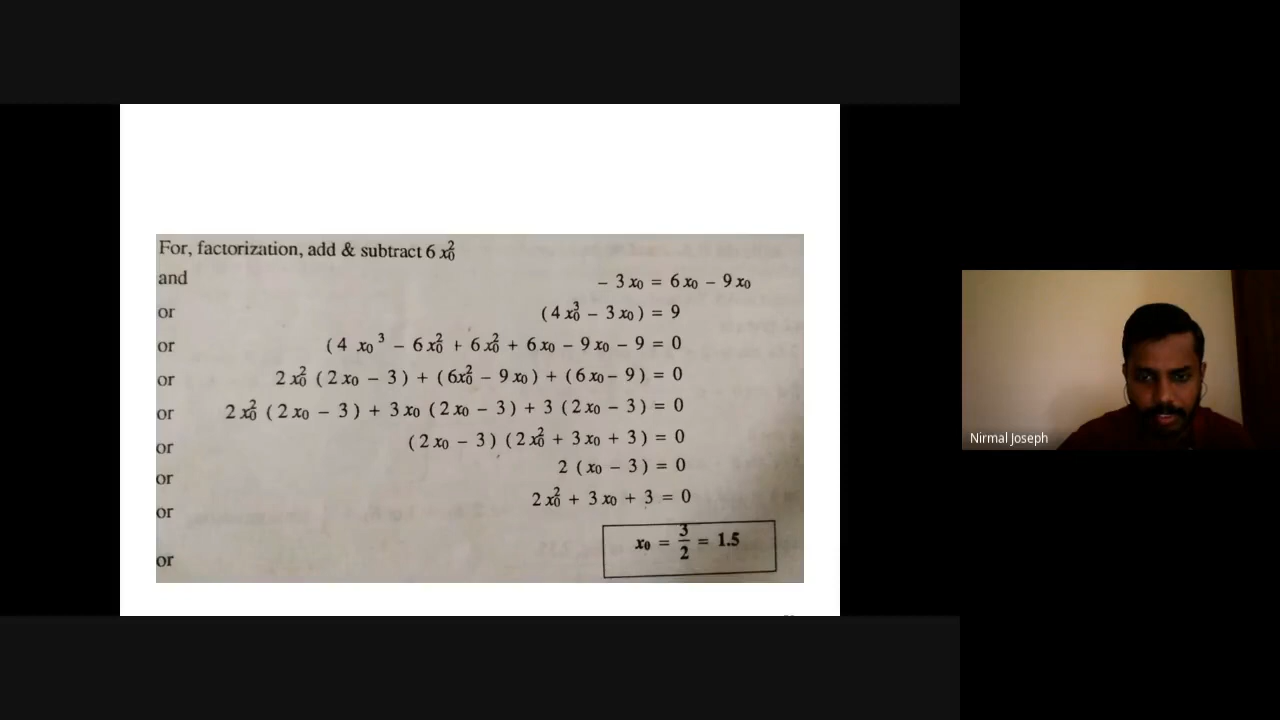 For, factorization, add & subtract 6 x₀²
and − 3 x₀ = 6 x₀ − 9 x₀
or ( 4 x₀³ − 3 x₀ ) = 9
or ( 4 x₀³ − 6 x₀² + 6 x₀² + 6 x₀ − 9 x₀ − 9 = 0
or 2 x₀² ( 2 x₀ − 3 ) + ( 6x₀² − 9 x₀ ) + ( 6 x₀ − 9 ) = 0
or 2 x₀² ( 2 x₀ − 3 ) + 3 x₀ ( 2 x₀ − 3 ) + 3 ( 2 x₀ − 3 ) = 0
or ( 2 x₀ − 3 ) ( 2 x₀² + 3 x₀ + 3 ) = 0
or 2 ( x₀ − 3 ) = 0
or 2 x₀² + 3 x₀ + 3 = 0
or x₀ = 3/2 = 1.5
Nirmal Joseph